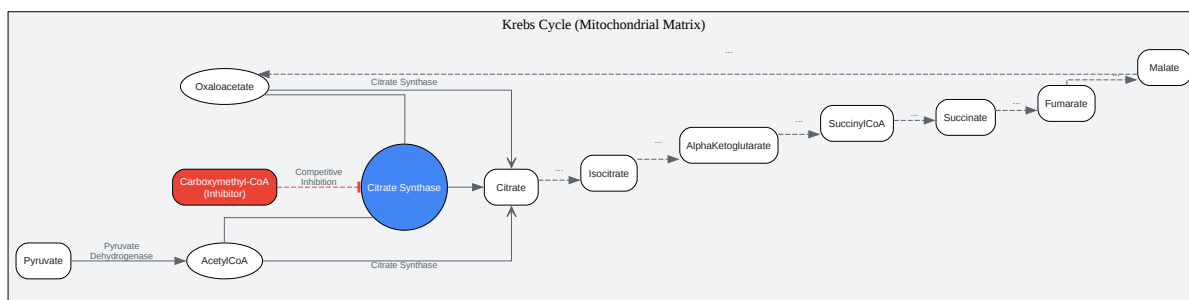 Krebs Cycle (Mitochondrial Matrix)
...
Malate
...
Citrate Synthase
Oxaloacetate
...
Fumarate
...
Succinate
...
SuccinylCoA
...
AlphaKetoglutarate
...
Isocitrate
...
Carboxymethyl-CoA
(Inhibitor)
Competitive
Inhibition
Citrate Synthase
Citrate
Pyruvate
Pyruvate
Dehydrogenase
AcetylCoA
Citrate Synthase